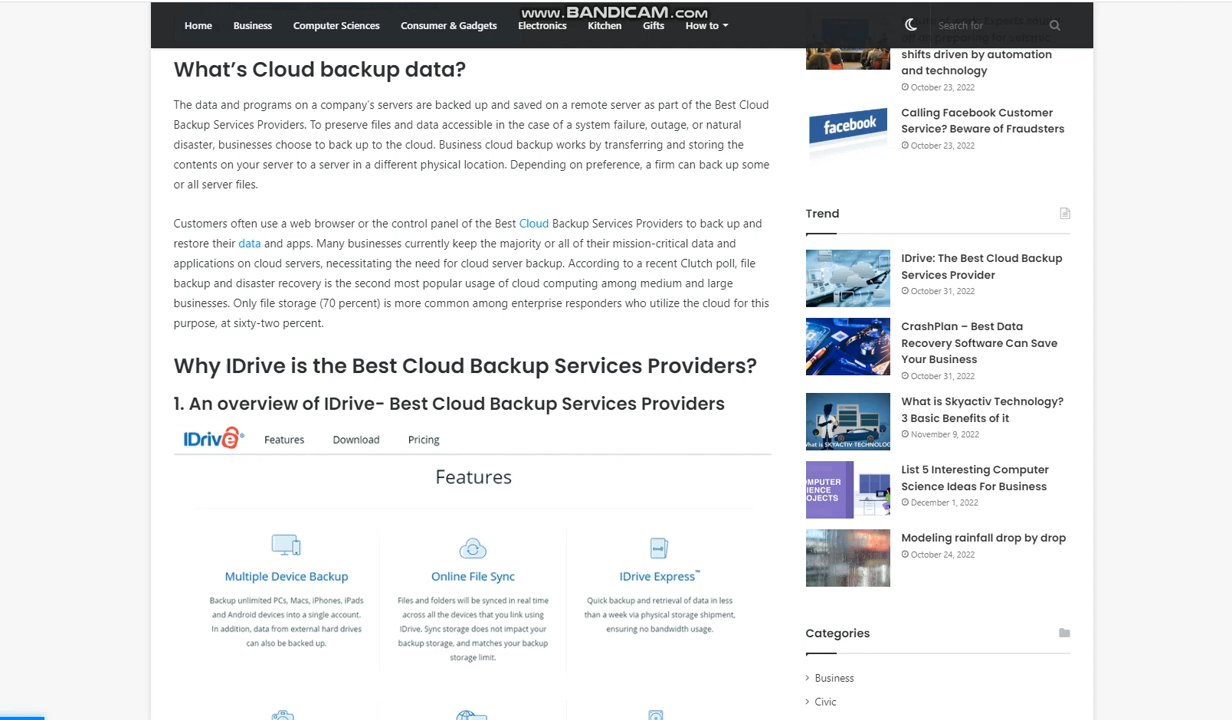 www.BANDICAM.com
Home
Business
Computer Sciences
Consumer & Gadgets
Electronics
Kitchen
Gifts
How to
Search for
What's Cloud backup data?
The data and programs on a company's servers are backed up and saved on a remote server as part of the Best Cloud
Backup Services Providers. To preserve files and data accessible in the case of a system failure, outage, or natural
disaster, businesses choose to back up to the cloud. Business cloud backup works by transferring and storing the
contents on your server to a server in a different physical location. Depending on preference, a firm can back up some
or all server files.
Customers often use a web browser or the control panel of the Best Cloud Backup Services Providers to back up and
restore their data and apps. Many businesses currently keep the majority or all of their mission-critical data and
applications on cloud servers, necessitating the need for cloud server backup. According to a recent Clutch poll, file
backup and disaster recovery is the second most popular usage of cloud computing among medium and large
businesses. Only file storage (70 percent) is more common among enterprise responders who utilize the cloud for this
purpose, at sixty-two percent.
Why IDrive is the Best Cloud Backup Services Providers?
1. An overview of IDrive- Best Cloud Backup Services Providers
IDrive®
Features
Download
Pricing
Features
Multiple Device Backup
Backup unlimited PCs, Macs, iPhones, iPads
and Android devices into a single account.
In addition, data from external hard drives
can also be backed up.
Online File Sync
Files and folders will be synced in real time
across all the devices that you link using
IDrive. Sync storage does not impact your
backup storage, and matches your backup
storage limit.
IDrive Express™
Quick backup and retrieval of data in less
than a week via physical storage shipment,
ensuring no bandwidth usage.
shifts driven by automation
and technology
October 23, 2022
facebook
Calling Facebook Customer
Service? Beware of Fraudsters
October 23, 2022
Trend
IDrive: The Best Cloud Backup
Services Provider
October 31, 2022
CrashPlan – Best Data
Recovery Software Can Save
Your Business
October 31, 2022
What is Skyactiv Technology?
3 Basic Benefits of it
November 9, 2022
List 5 Interesting Computer
Science Ideas For Business
December 1, 2022
Modeling rainfall drop by drop
October 24, 2022
Categories
Business
Civic